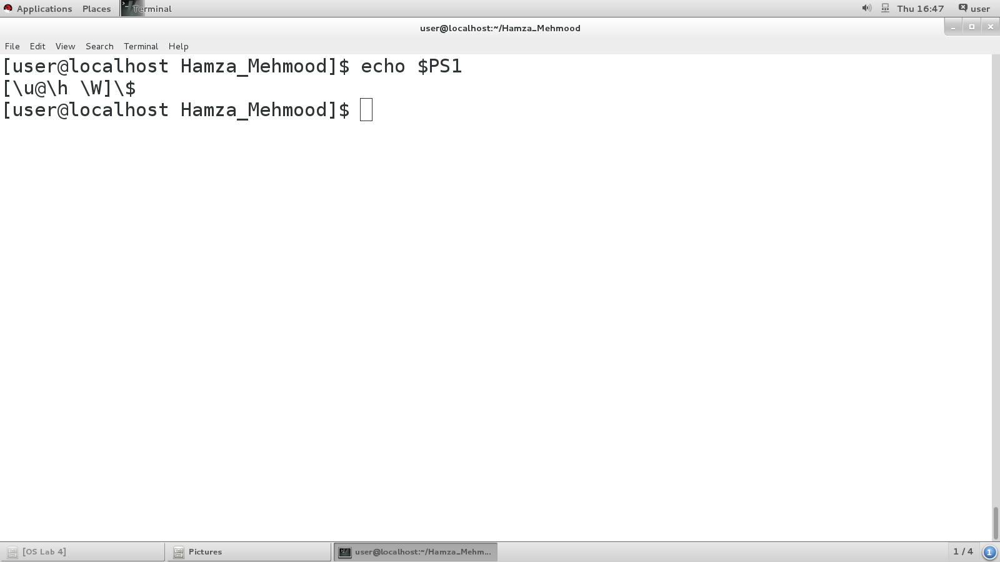 Applications Places Terminal Thu 16:47 user
user@localhost:~/Hamza_Mehmood
File Edit View Search Terminal Help
[user@localhost Hamza_Mehmood]$ echo $PS1
[\u@\h \W]\$
[user@localhost Hamza_Mehmood]$
[OS Lab 4] Pictures user@localhost:~/Hamza_Mehm... 1 / 4 1